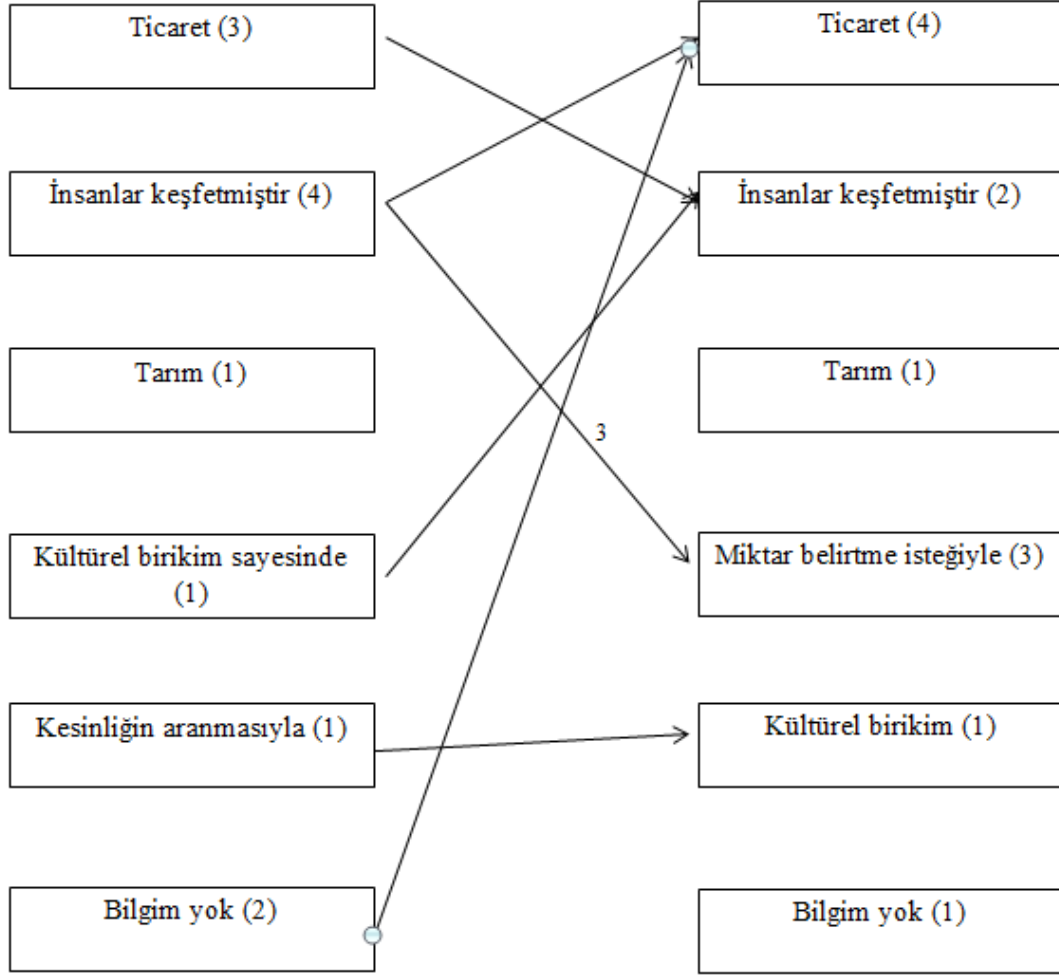 Ticaret (3)
Ticaret (4)
İnsanlar keşfetmiştir (4)
İnsanlar keşfetmiştir (2)
Tarım (1)
Tarım (1)
3
Kültürel birikim sayesinde
(1)
Miktar belirtme isteğiyle (3)
Kesinliğin aranmasıyla (1)
Kültürel birikim (1)
Bilgim yok (2)
Bilgim yok (1)